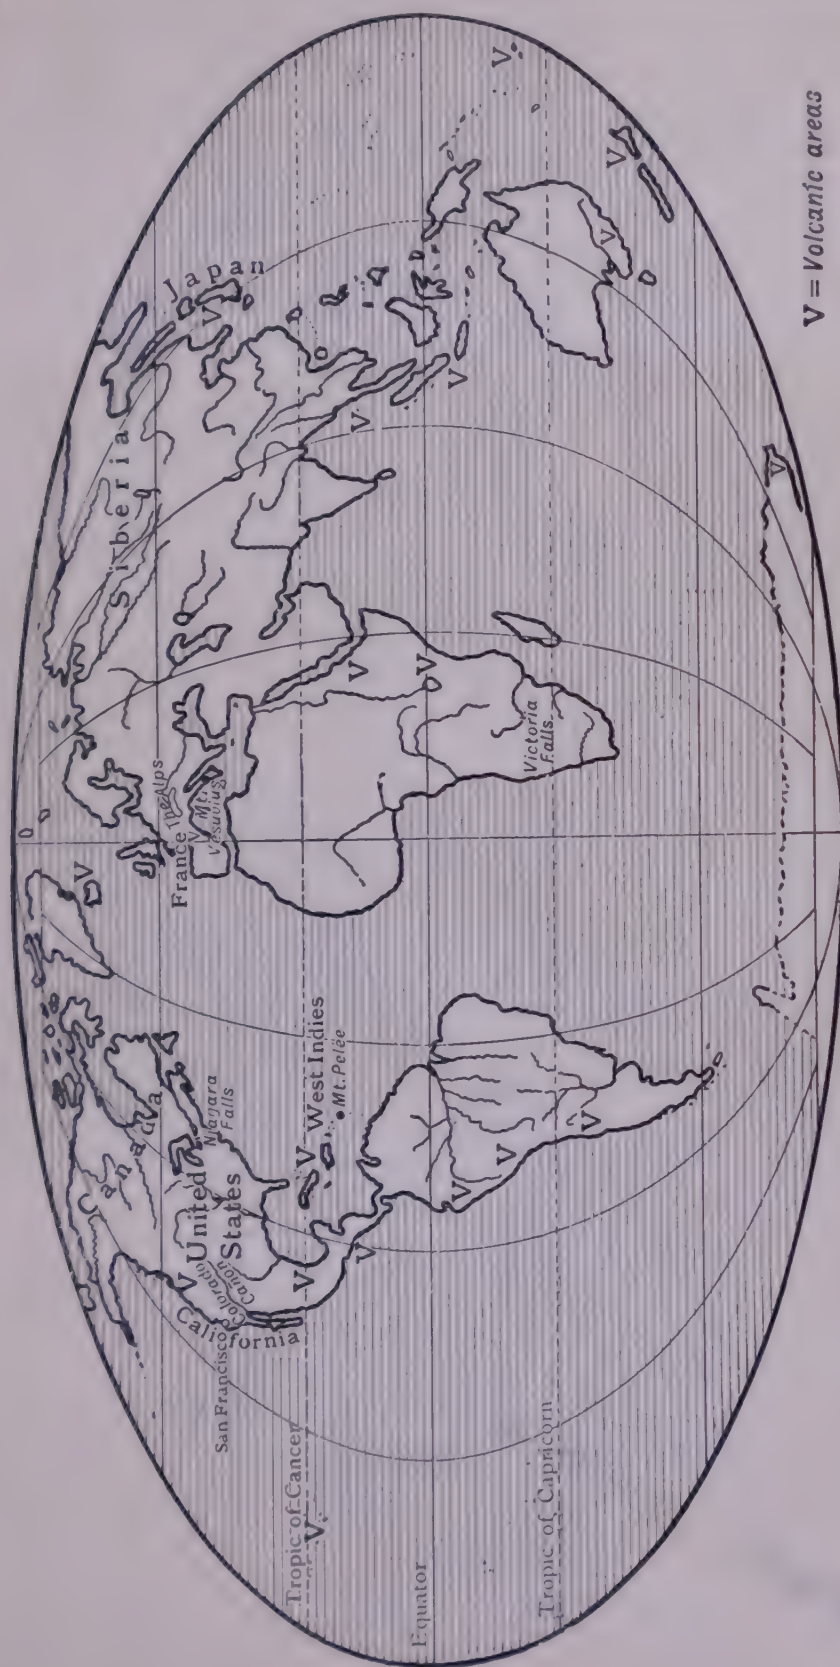 Siberia
Japan
V
V
V
V
V
V
V
V
V
Canada
V
France
The Alps
V
Mt.
Vesuvius
Niagara
Falls
United
States
V
Colorado
Cañon
California
San Francisco
V
West Indies
Mt. Pelée
V
V
Tropic of Cancer
V
V
V
Victoria
Falls
Equator
V
V
V
Tropic of Capricorn
V = Volcanic areas